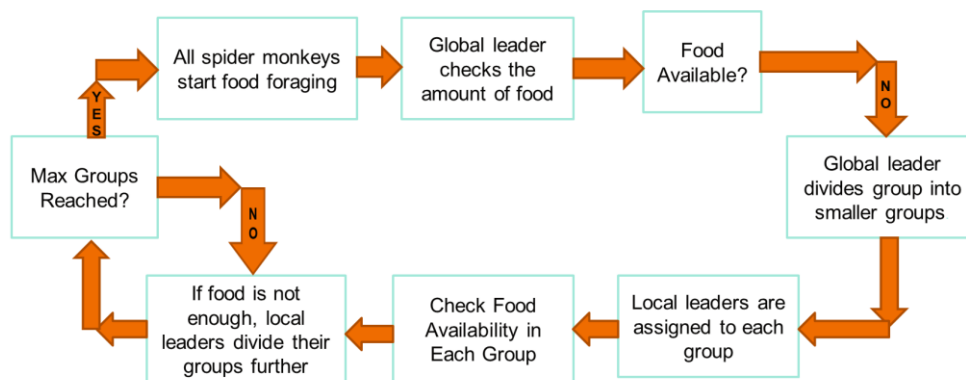 All spider monkeys
start food foraging
Global leader
checks the
amount of food
Food
Available?
NO
YES
Max Groups
Reached?
NO
Global leader
divides group into
smaller groups
If food is not
enough, local
leaders divide their
groups further
Check Food
Availability in
Each Group
Local leaders are
assigned to each
group